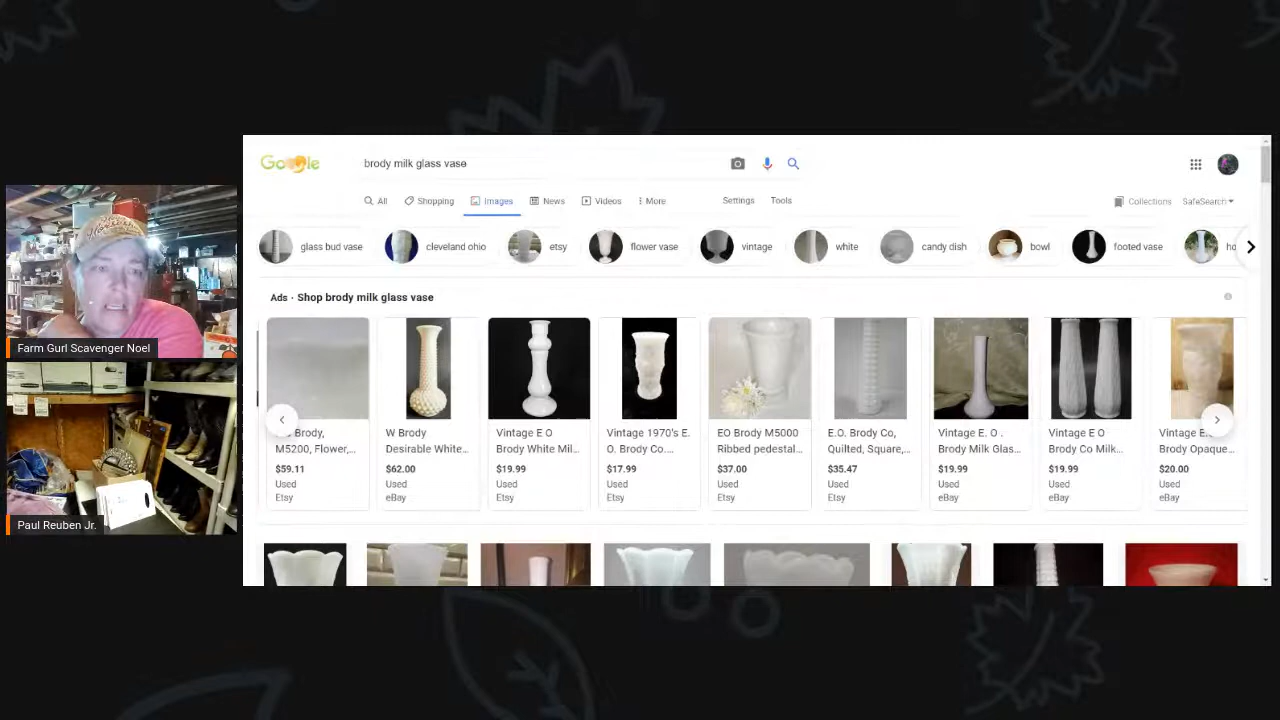 Google
brody milk glass vase
All
Shopping
Images
News
Videos
More
Settings
Tools
Collections
SafeSearch
glass bud vase
cleveland ohio
etsy
flower vase
vintage
white
candy dish
bowl
footed vase
Ads · Shop brody milk glass vase
Brody,
M5200, Flower,...
$59.11
Used
Etsy
W Brody
Desirable White...
$62.00
Used
eBay
Vintage E O
Brody White Mil...
$19.99
Used
Etsy
Vintage 1970's E.
O. Brody Co....
$17.99
Used
Etsy
EO Brody M5000
Ribbed pedestal...
$37.00
Used
Etsy
E.O. Brody Co,
Quilted, Square,...
$35.47
Used
Etsy
Vintage E. O .
Brody Milk Glas...
$19.99
Used
eBay
Vintage E O
Brody Co Milk...
$19.99
Used
eBay
Vintage
Brody Opaque...
$20.00
Used
eBay
Farm Gurl Scavenger Noel
Paul Reuben Jr.